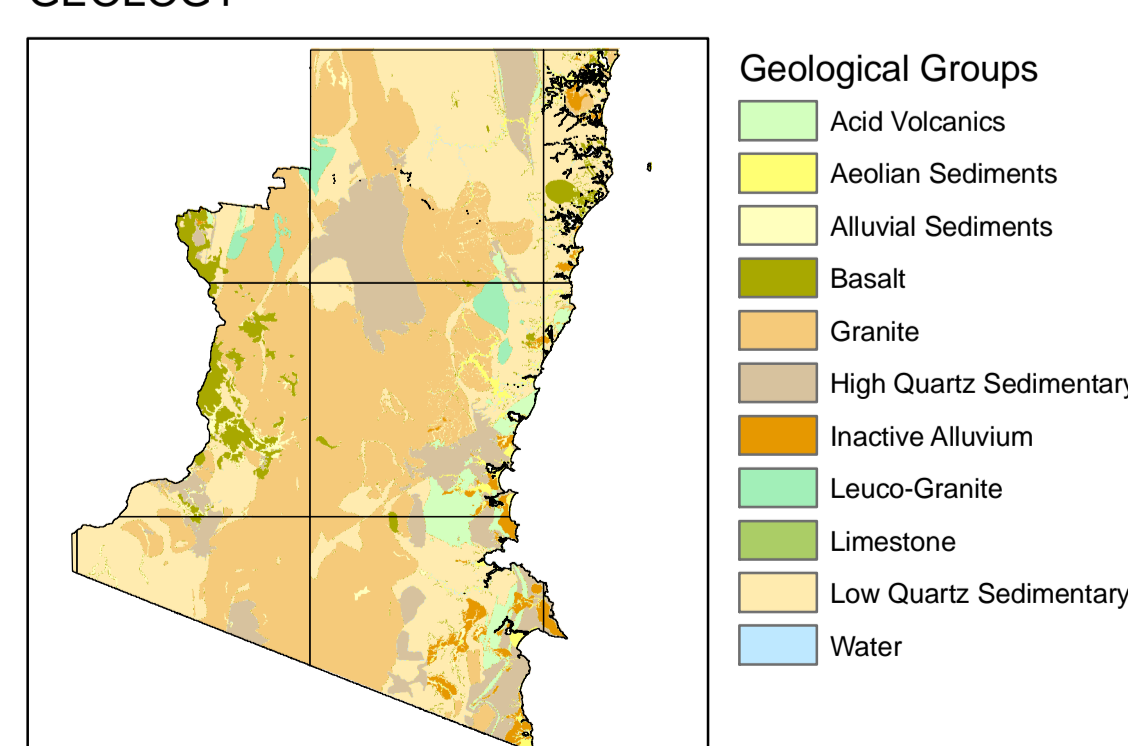 GEOLOGY
Geological Groups
Acid Volcanics
Aeolian Sediments
Alluvial Sediments
Basalt
Granite
High Quartz Sedimentary
Inactive Alluvium
Leuco-Granite
Limestone
Low Quartz Sedimentary
Water